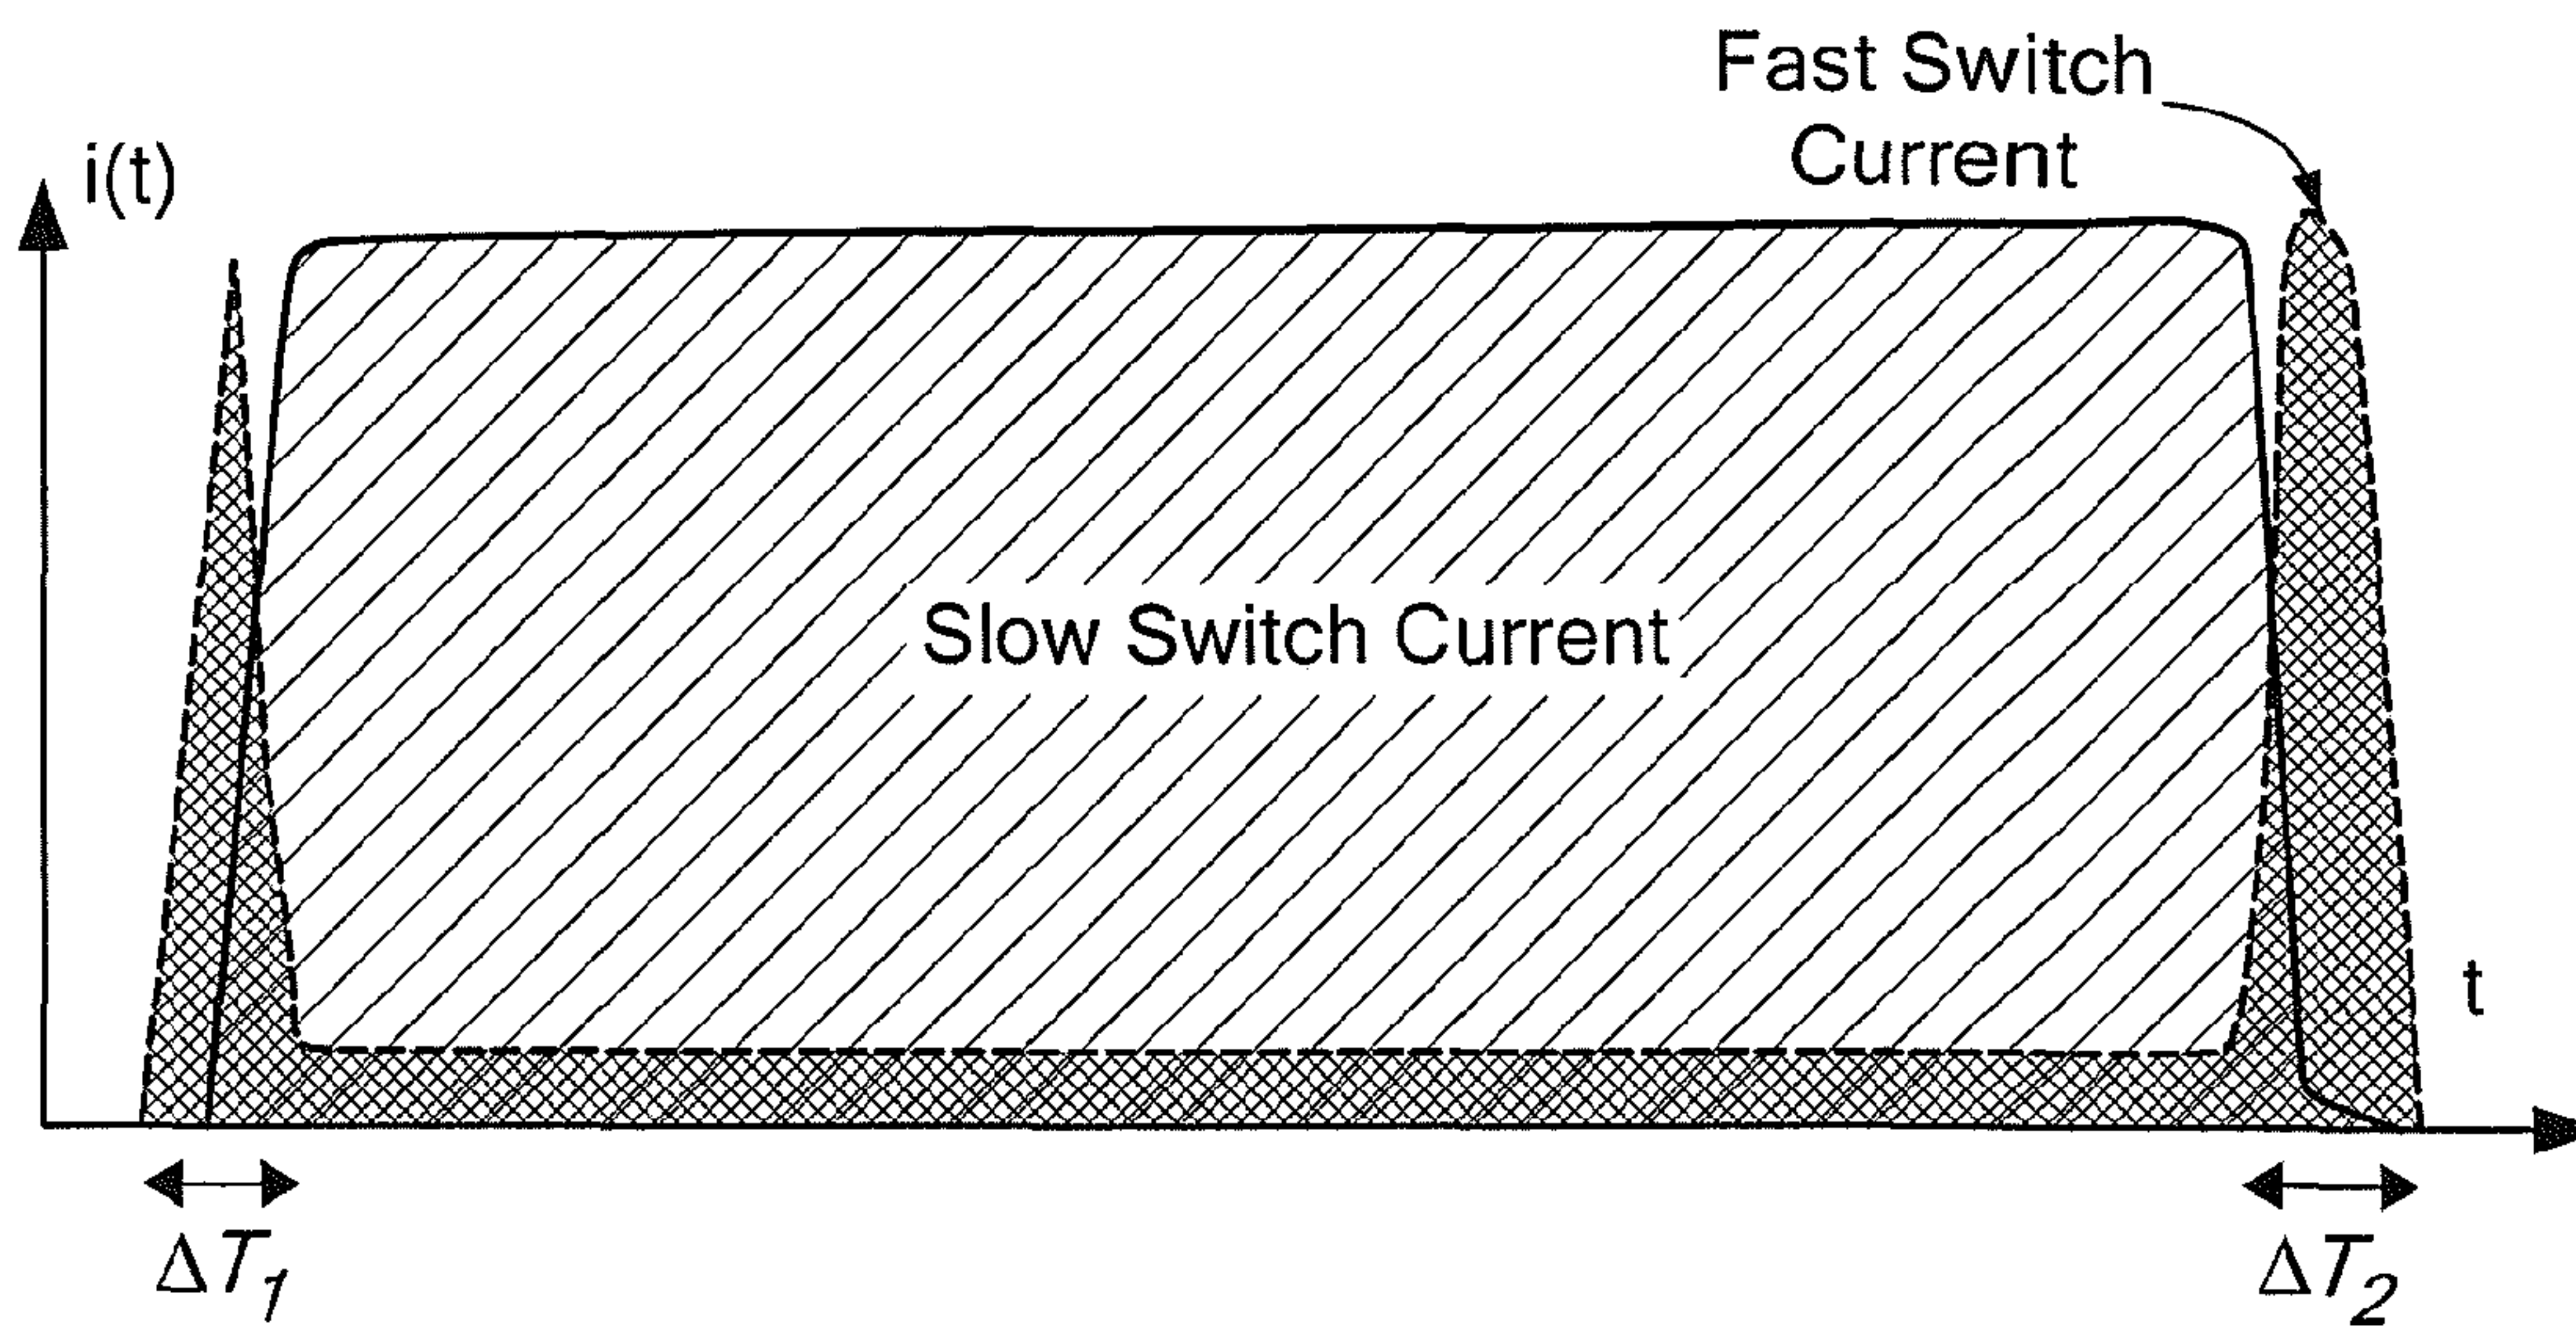 Fast Switch
Current
i(t)
Slow Switch Current
t
ΔT₁
ΔT₂